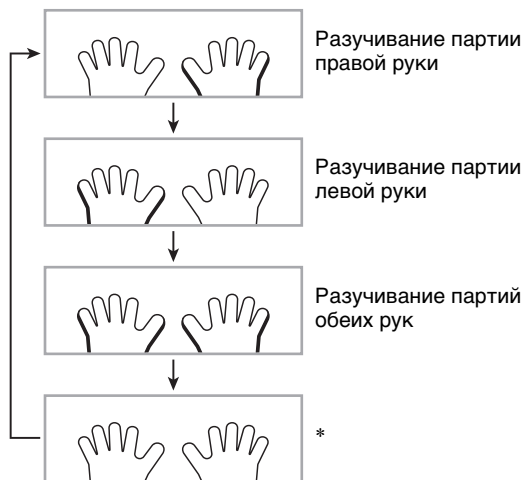 Разучивание партии
правой руки
Разучивание партии
левой руки
Разучивание партий
обеих рук
*